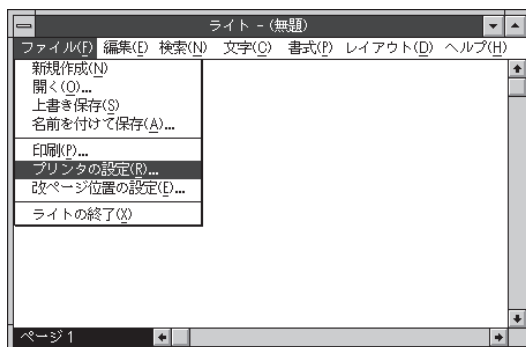 ライト - (無題)
ファイル(F) 編集(E) 検索(N) 文字(C) 書式(P) レイアウト(D) ヘルプ(H)
新規作成(N)
開く(O)...
上書き保存(S)
名前を付けて保存(A)...
印刷(P)...
プリンタの設定(R)...
改ページ位置の設定(E)...
ライトの終了(X)
ページ 1